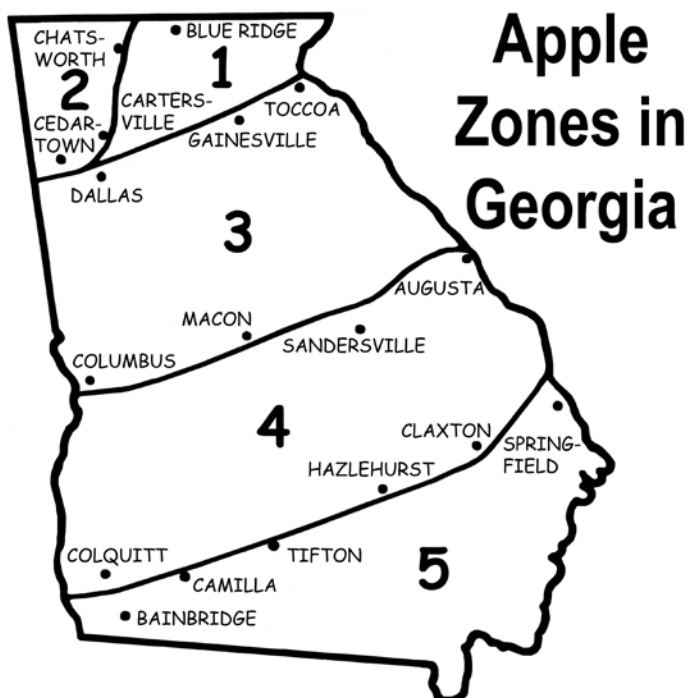 Apple
Zones in
Georgia
CHATS-
WORTH
BLUE RIDGE
1
2
CARTERS-
VILLE
CEDAR-
TOWN
TOCCOA
GAINESVILLE
DALLAS
3
AUGUSTA
MACON
SANDERSVILLE
COLUMBUS
4
CLAXTON
SPRING-
FIELD
HAZLEHURST
COLQUITT
TIFTON
5
CAMILLA
BAINBRIDGE